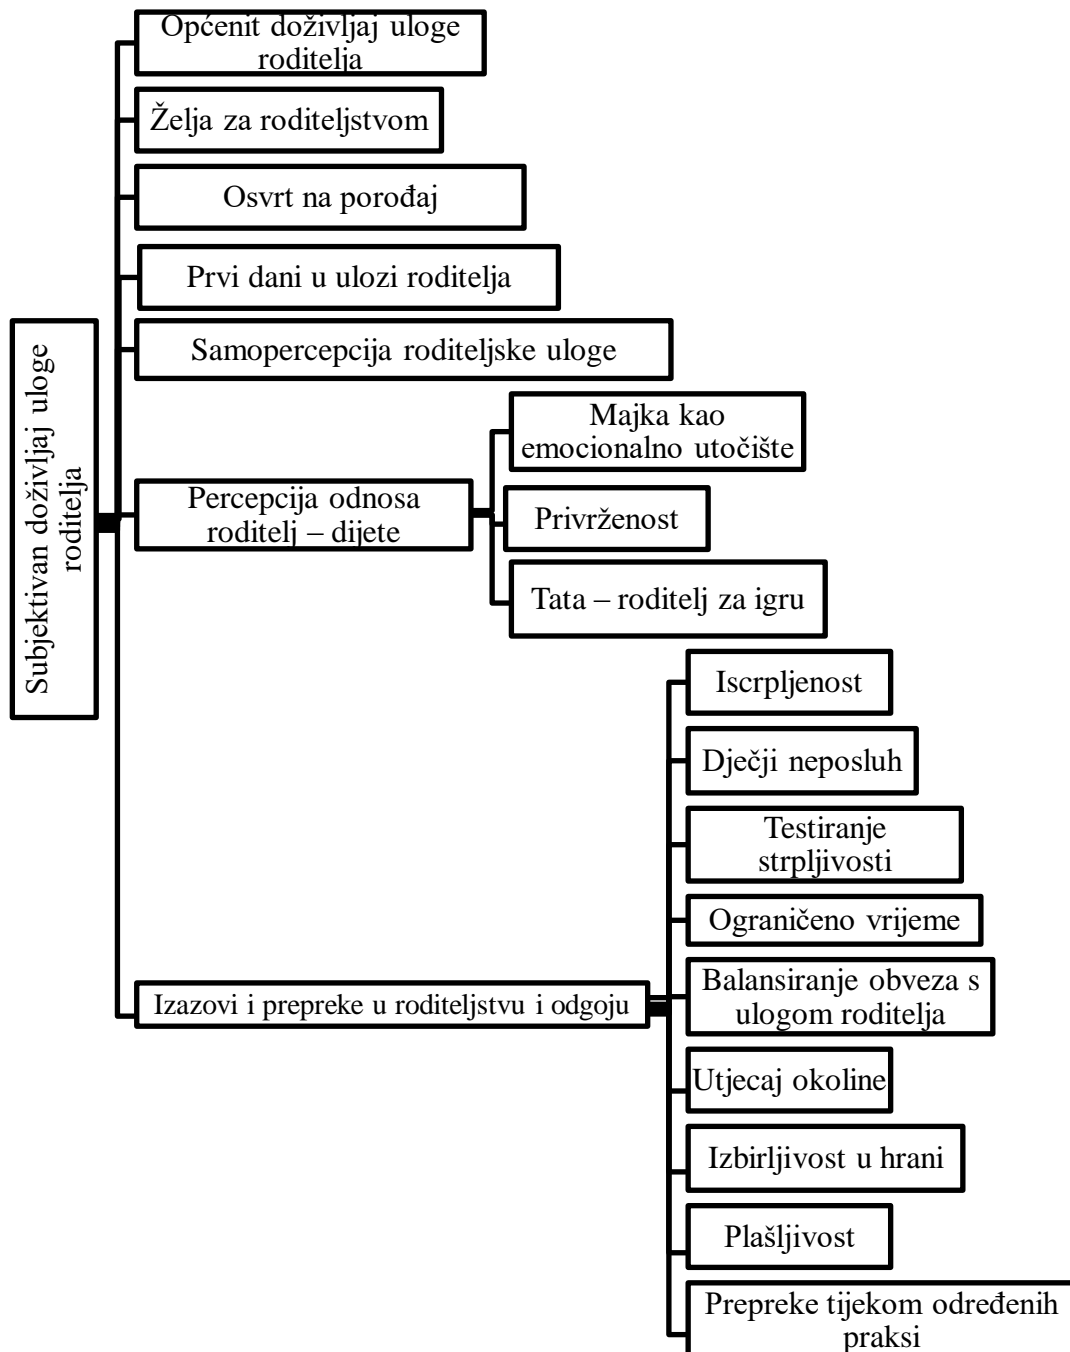 Općenit doživljaj uloge
roditelja
Želja za roditeljstvom
Osvrt na porođaj
Prvi dani u ulozi roditelja
Samopercepcija roditeljske uloge
Subjektivan doživljaj uloge
roditelja
Percepcija odnosa
roditelj – dijete
Majka kao
emocionalno utočište
Privrženost
Tata – roditelj za igru
Izazovi i prepreke u roditeljstvu i odgoju
Iscrpljenost
Dječji neposluh
Testiranje
strpljivosti
Ograničeno vrijeme
Balansiranje obveza s
ulogom roditelja
Utjecaj okoline
Izbirljivost u hrani
Plašljivost
Prepreke tijekom određenih
praksi